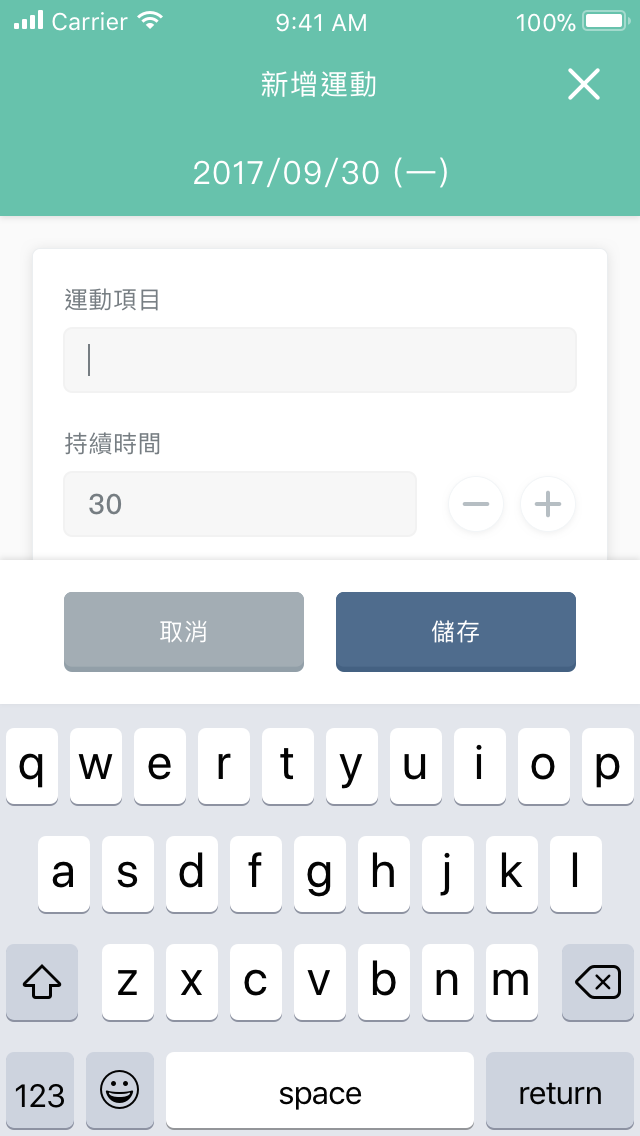 Carrier 9:41 AM 100%
新增運動
2017/09/30 (一)
運動項目
持續時間
30
取消 儲存
q w e r t y u i o p
a s d f g h j k l
z x c v b n m
123 space return